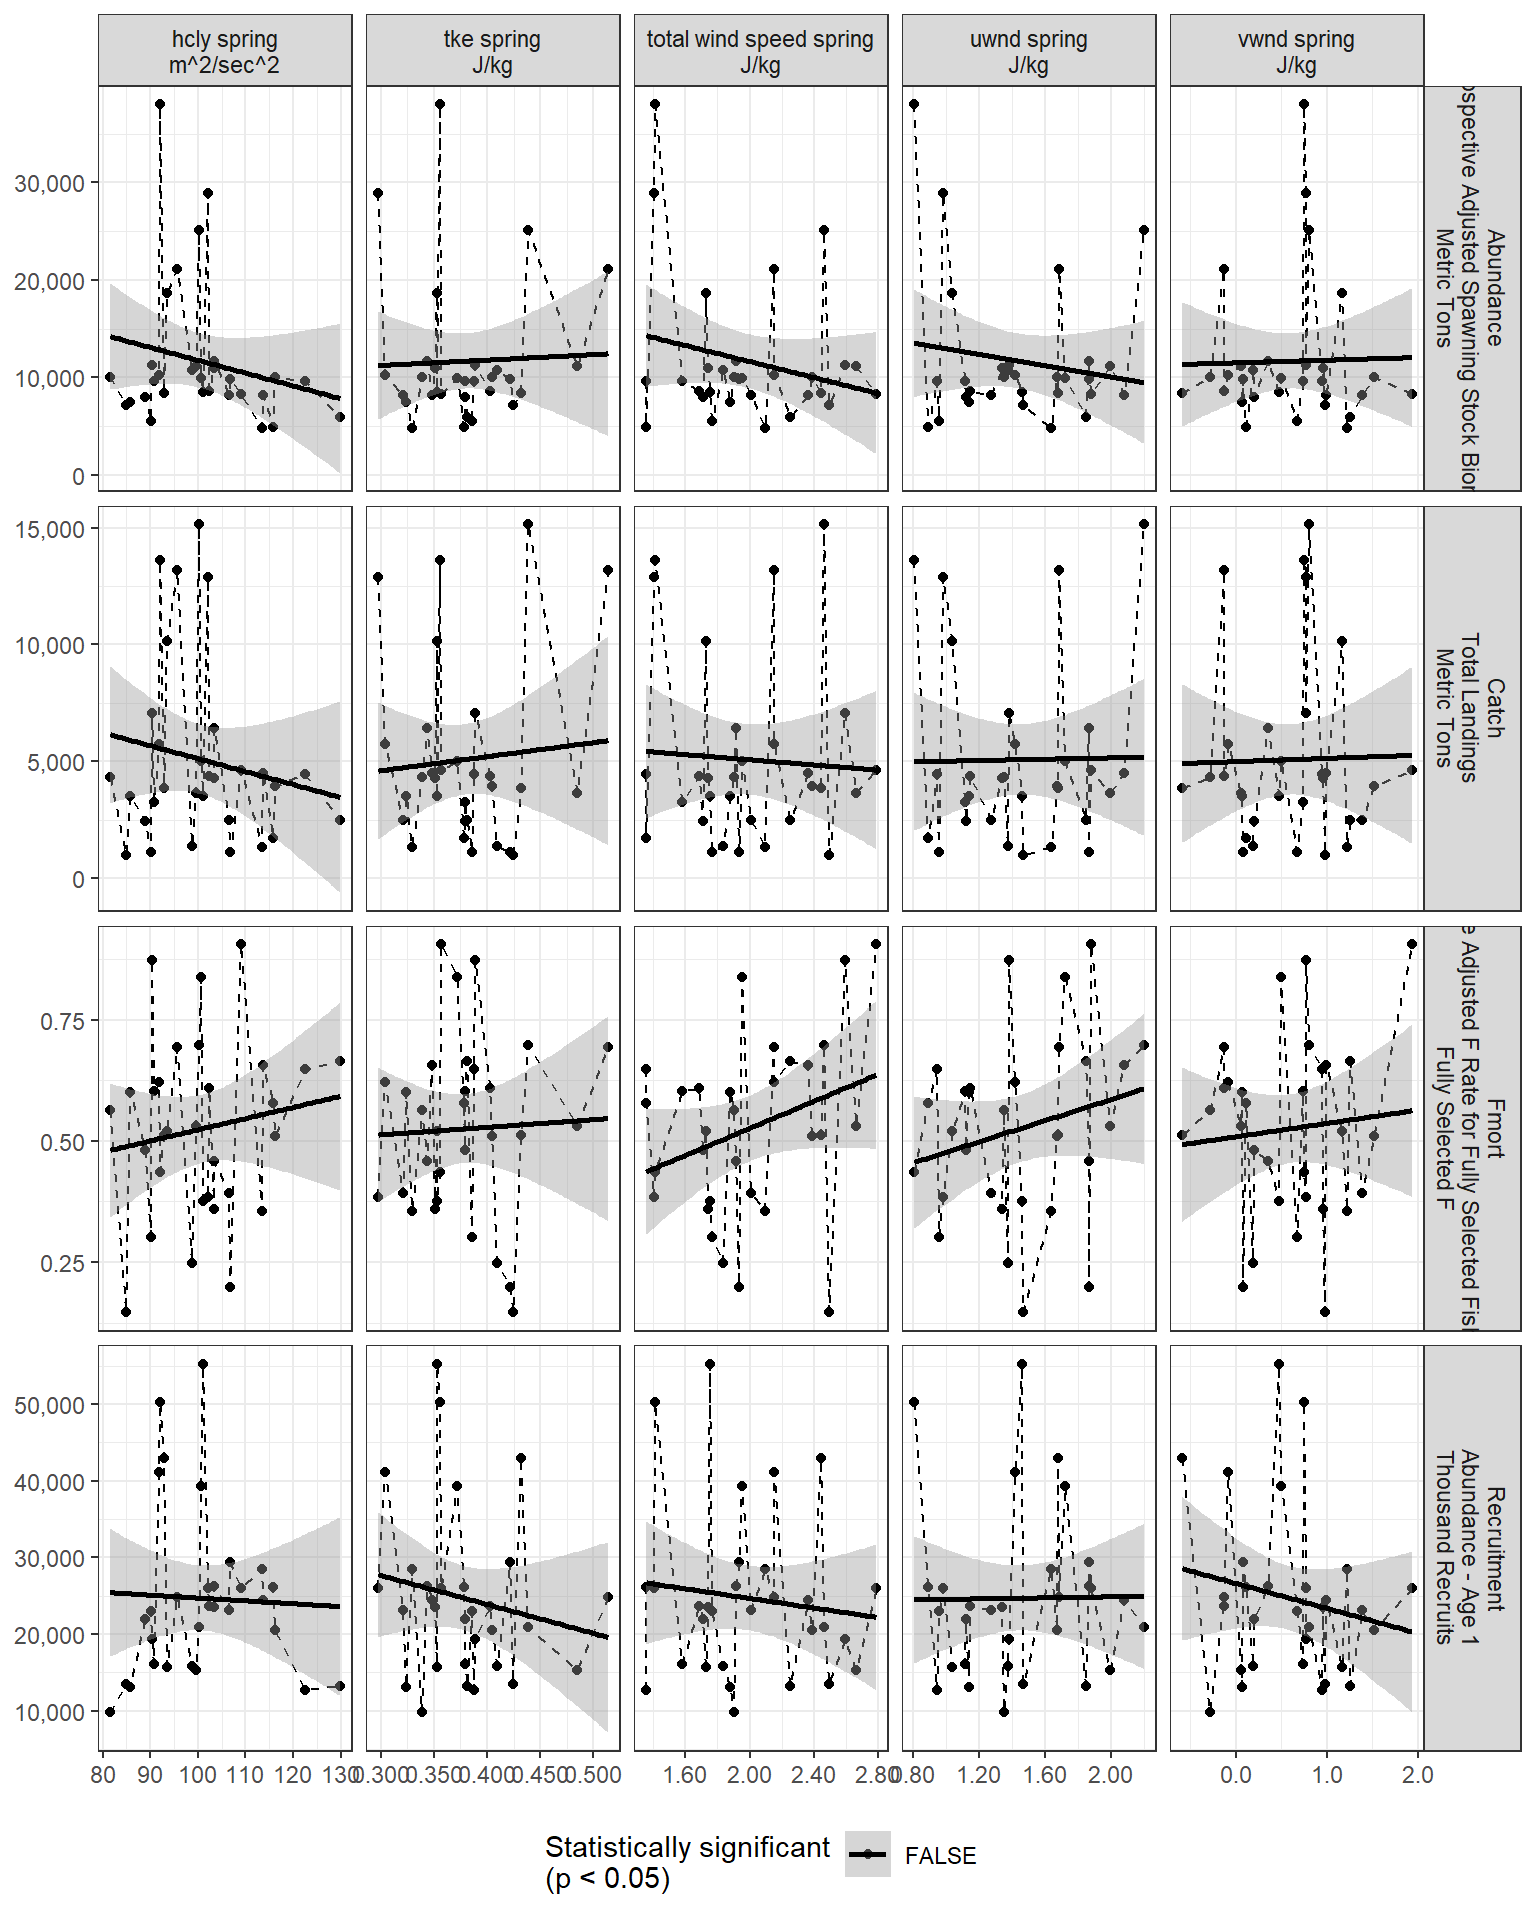 hcly spring
m^2/sec^2
tke spring
J/kg
total wind speed spring
J/kg
uwnd spring
J/kg
vwnd spring
J/kg
30,000
20,000
10,000
0
Abundance
Adjusted Spawning Stock
Metric Tons
15,000
10,000
5,000
0
Catch
Total Landings
Metric Tons
0.75
0.50
0.25
Fmort
Adjusted F Rate for Fully Selected
Fully Selected F
50,000
40,000
30,000
20,000
10,000
Recruitment
Abundance - Age 1
Thousand Recruits
80 90 100 110 120 130
0.300 0.350 0.400 0.450 0.500
1.60 2.00 2.40 2.80
0.80 1.20 1.60 2.00
0.0 1.0 2.0
Statistically significant
(p < 0.05)
FALSE